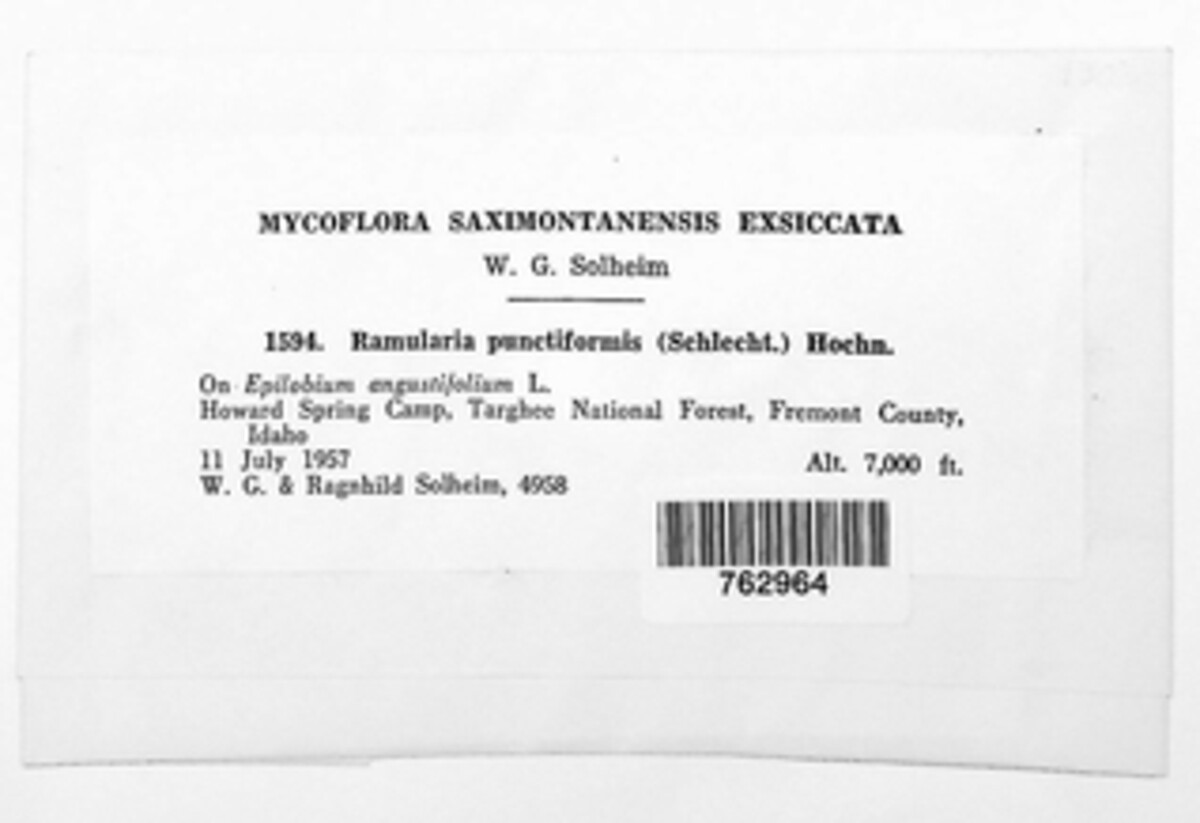 MYCOFLORA SAXIMONTANENSIS EXSICCATA
W. G. Solheim
1594. Ramularia punctiformis (Schlecht.) Hochn.
On Epilobium angustifolium L.
Howard Spring Camp, Targhee National Forest, Fremont County,
Idaho
11 July 1957 Alt. 7,000 ft.
W. G. & Ragnhild Solheim, 4958
762964